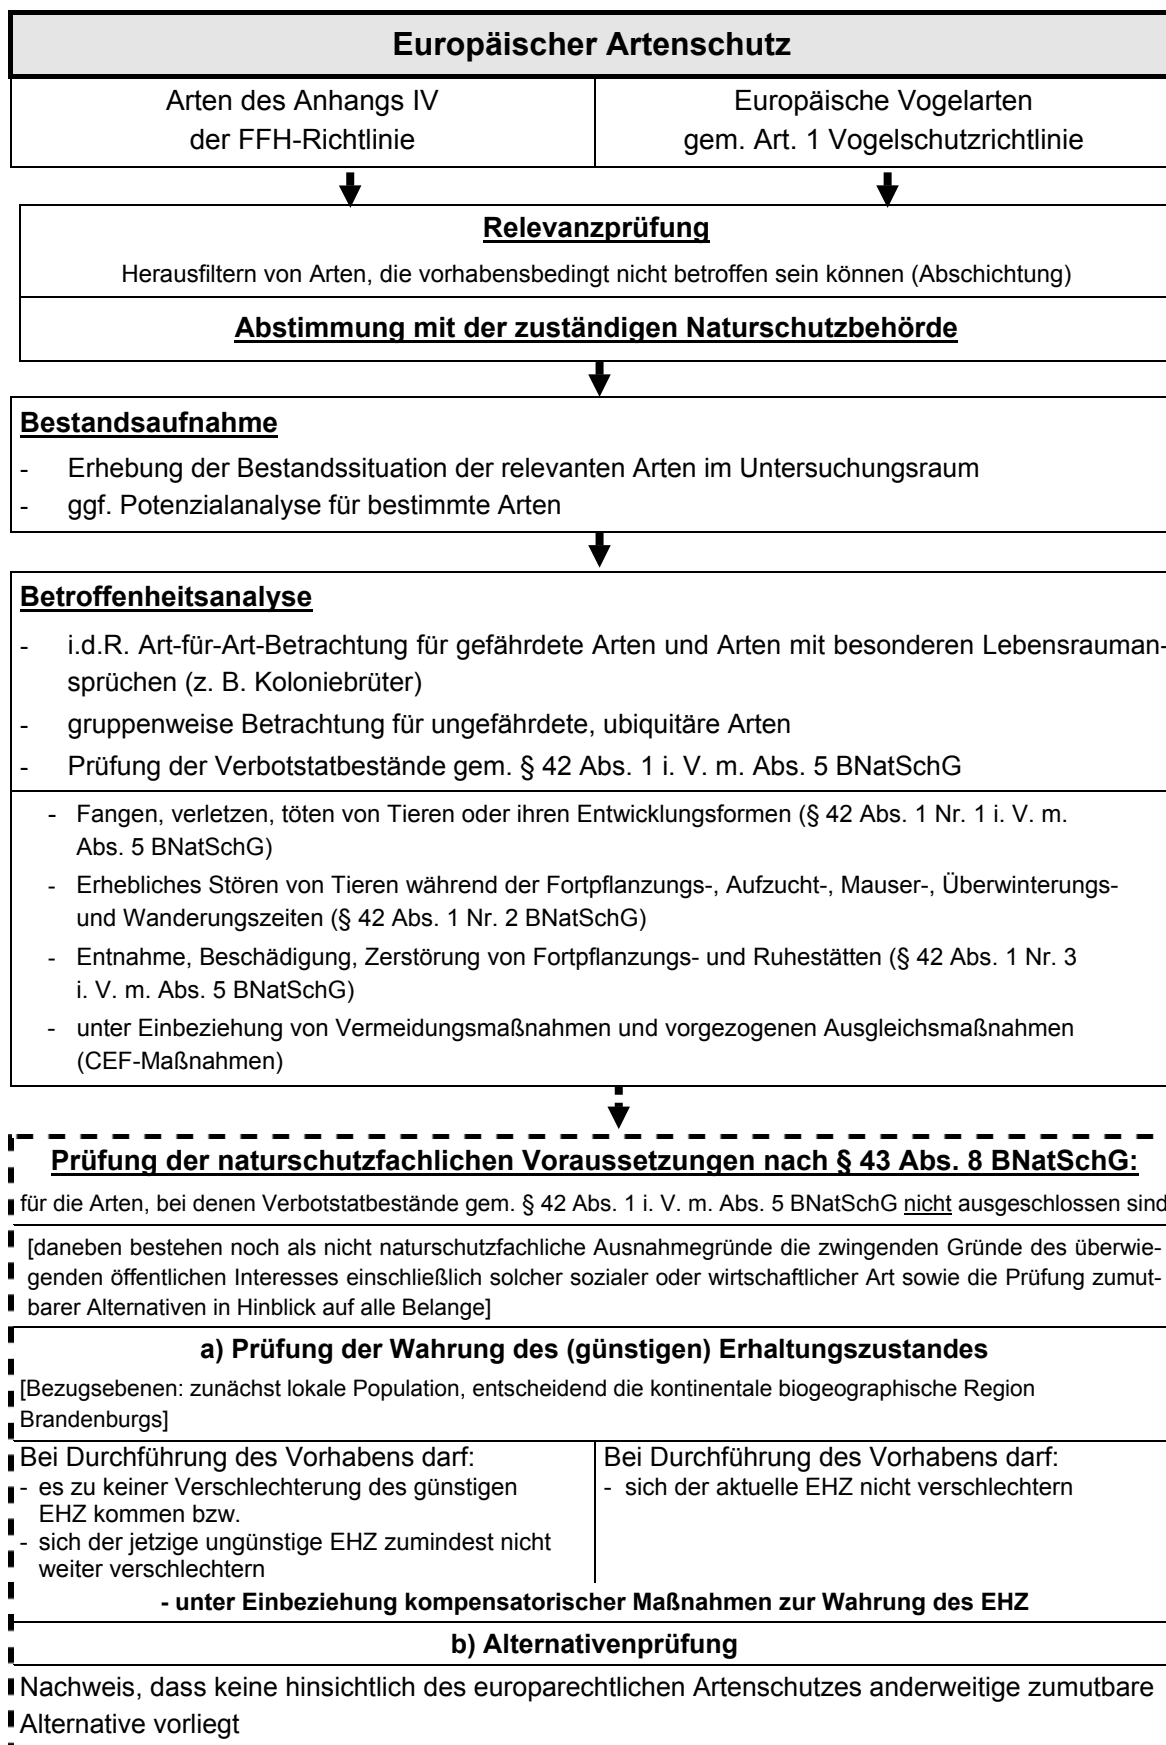 Europäischer Artenschutz
Arten des Anhangs IV
der FFH-Richtlinie
Europäische Vogelarten
gem. Art. 1 Vogelschutzrichtlinie
Relevanzprüfung
Herausfiltern von Arten, die vorhabensbedingt nicht betroffen sein können (Abschichtung)
Abstimmung mit der zuständigen Naturschutzbehörde
Bestandsaufnahme
- Erhebung der Bestandssituation der relevanten Arten im Untersuchungsraum
- ggf. Potenzialanalyse für bestimmte Arten
Betroffenheitsanalyse
- i.d.R. Art-für-Art-Betrachtung für gefährdete Arten und Arten mit besonderen Lebensrauman-
sprüchen (z. B. Koloniebrüter)
- gruppenweise Betrachtung für ungefährdete, ubiquitäre Arten
- Prüfung der Verbotstatbestände gem. § 42 Abs. 1 i. V. m. Abs. 5 BNatSchG
- Fangen, verletzen, töten von Tieren oder ihren Entwicklungsformen (§ 42 Abs. 1 Nr. 1 i. V. m.
Abs. 5 BNatSchG)
- Erhebliches Stören von Tieren während der Fortpflanzungs-, Aufzucht-, Mauser-, Überwinterungs-
und Wanderungszeiten (§ 42 Abs. 1 Nr. 2 BNatSchG)
- Entnahme, Beschädigung, Zerstörung von Fortpflanzungs- und Ruhestätten (§ 42 Abs. 1 Nr. 3
i. V. m. Abs. 5 BNatSchG)
- unter Einbeziehung von Vermeidungsmaßnahmen und vorgezogenen Ausgleichsmaßnahmen
(CEF-Maßnahmen)
Prüfung der naturschutzfachlichen Voraussetzungen nach § 43 Abs. 8 BNatSchG:
für die Arten, bei denen Verbotstatbestände gem. § 42 Abs. 1 i. V. m. Abs. 5 BNatSchG nicht ausgeschlossen sind
[daneben bestehen noch als nicht naturschutzfachliche Ausnahmegründe die zwingenden Gründe des überwie-
genden öffentlichen Interesses einschließlich solcher sozialer oder wirtschaftlicher Art sowie die Prüfung zumut-
barer Alternativen in Hinblick auf alle Belange]
a) Prüfung der Wahrung des (günstigen) Erhaltungszustandes
[Bezugsebenen: zunächst lokale Population, entscheidend die kontinentale biogeographische Region
Brandenburgs]
Bei Durchführung des Vorhabens darf:
- es zu keiner Verschlechterung des günstigen
EHZ kommen bzw.
- sich der jetzige ungünstige EHZ zumindest nicht
weiter verschlechtern
Bei Durchführung des Vorhabens darf:
- sich der aktuelle EHZ nicht verschlechtern
- unter Einbeziehung kompensatorischer Maßnahmen zur Wahrung des EHZ
b) Alternativenprüfung
Nachweis, dass keine hinsichtlich des europarechtlichen Artenschutzes anderweitige zumutbare
Alternative vorliegt